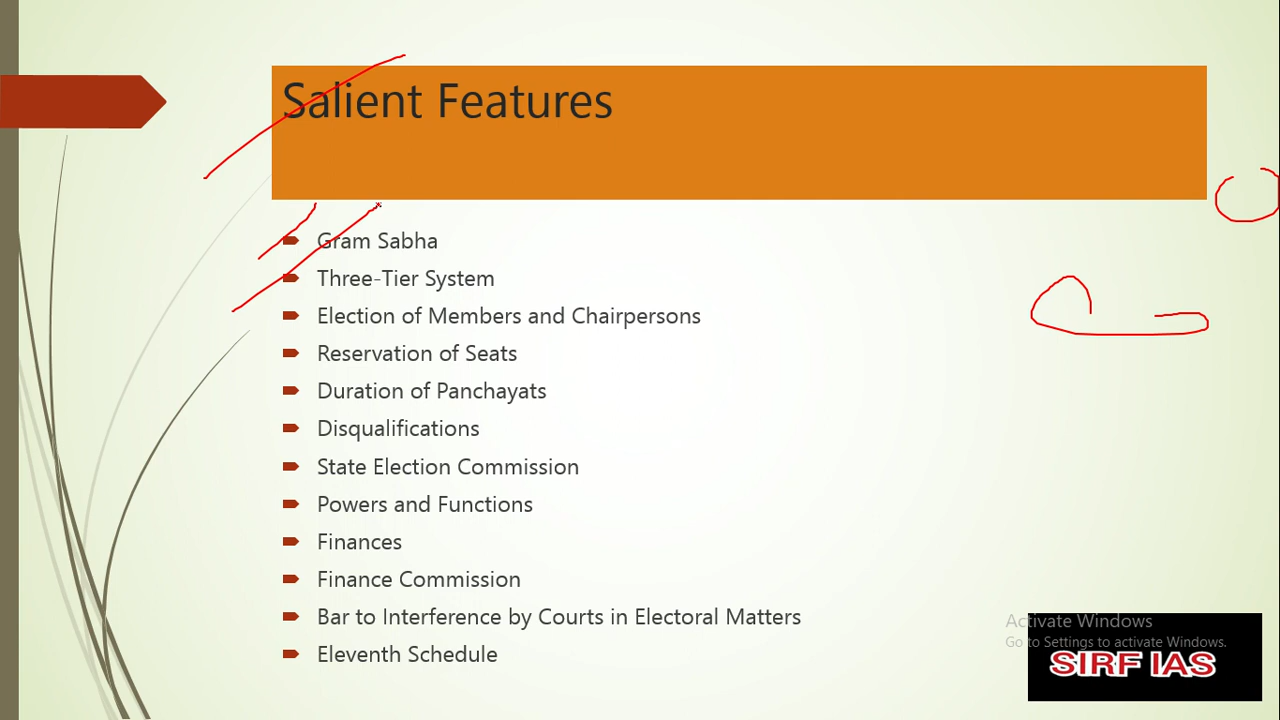 Salient Features
Gram Sabha
Three-Tier System
Election of Members and Chairpersons
Reservation of Seats
Duration of Panchayats
Disqualifications
State Election Commission
Powers and Functions
Finances
Finance Commission
Bar to Interference by Courts in Electoral Matters
Eleventh Schedule
Activate Windows
Go to Settings to activate Windows.
SIRF IAS